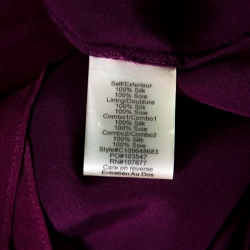 Self/Exterieur
100% Silk
100% Soie
Lining/Doublure
100% Silk
100% Soie
Combo1/Combo1
100% Silk
100% Soie
Combo2/Combo2
100% Silk
100% Soie
Style#C109648683
PO#103547
RN#107677
Care on reverse
Entretien Au Dos